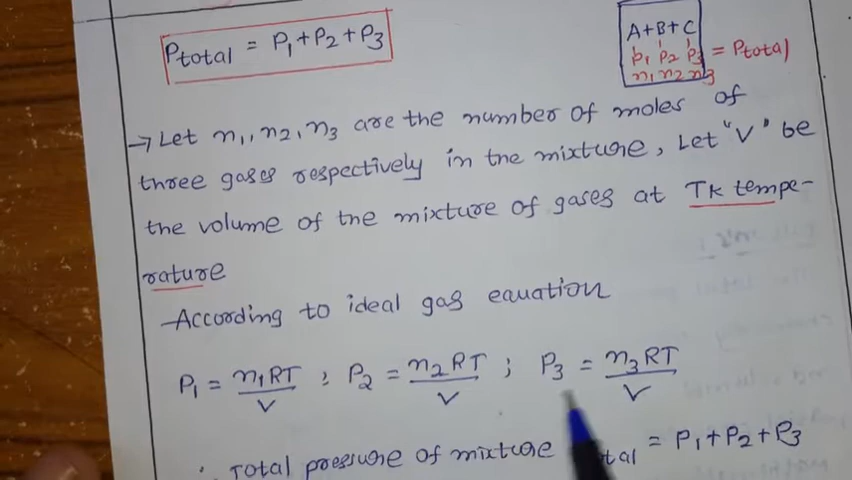 Ptotal = P1+P2+P3
A+B+C
P1 P2 P3 = Ptotal
n1 n2 n3
→ Let n1, n2, n3 are the number of moles of
three gases respectively in the mixture, Let "V" be
the volume of the mixture of gases at TK tempe-
rature
-According to ideal gas equation
P1 = n1RT/V ; P2 = n2RT/V ; P3 = n3RT/V
∴ Total pressure of mixture = P1+P2+P3